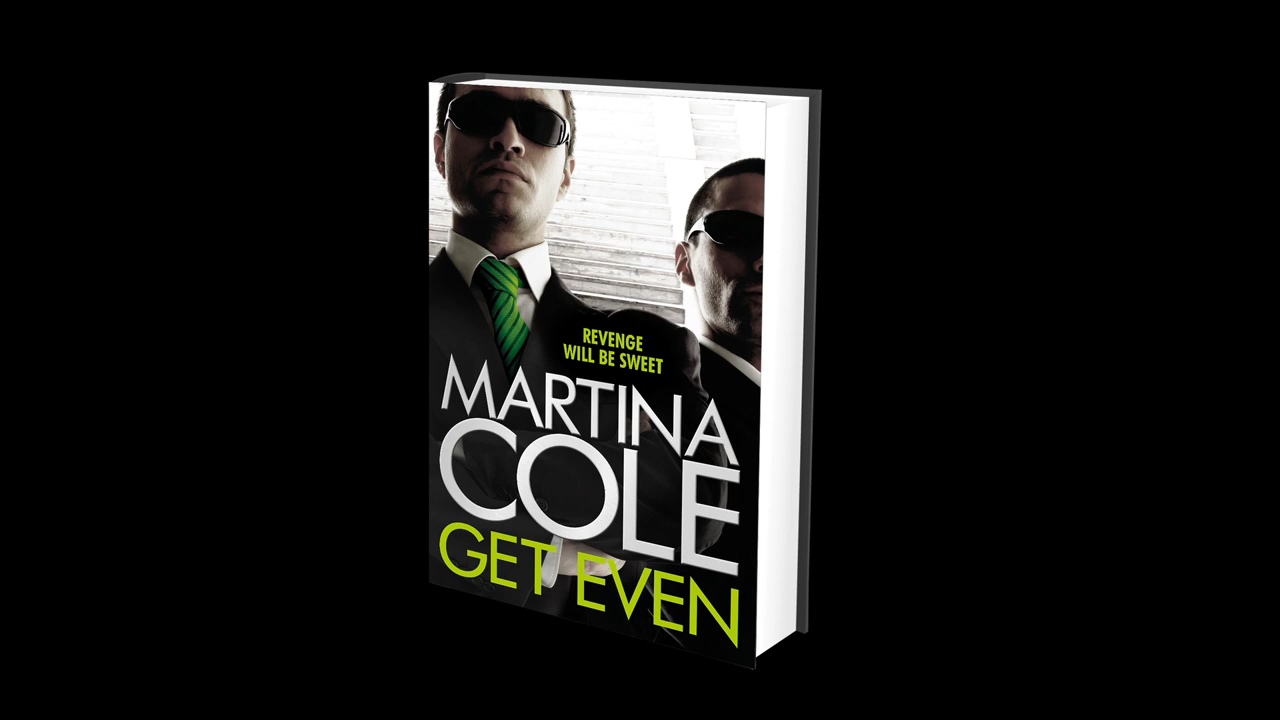 REVENGE
WILL BE SWEET
MARTINA
COLE
GET EVEN